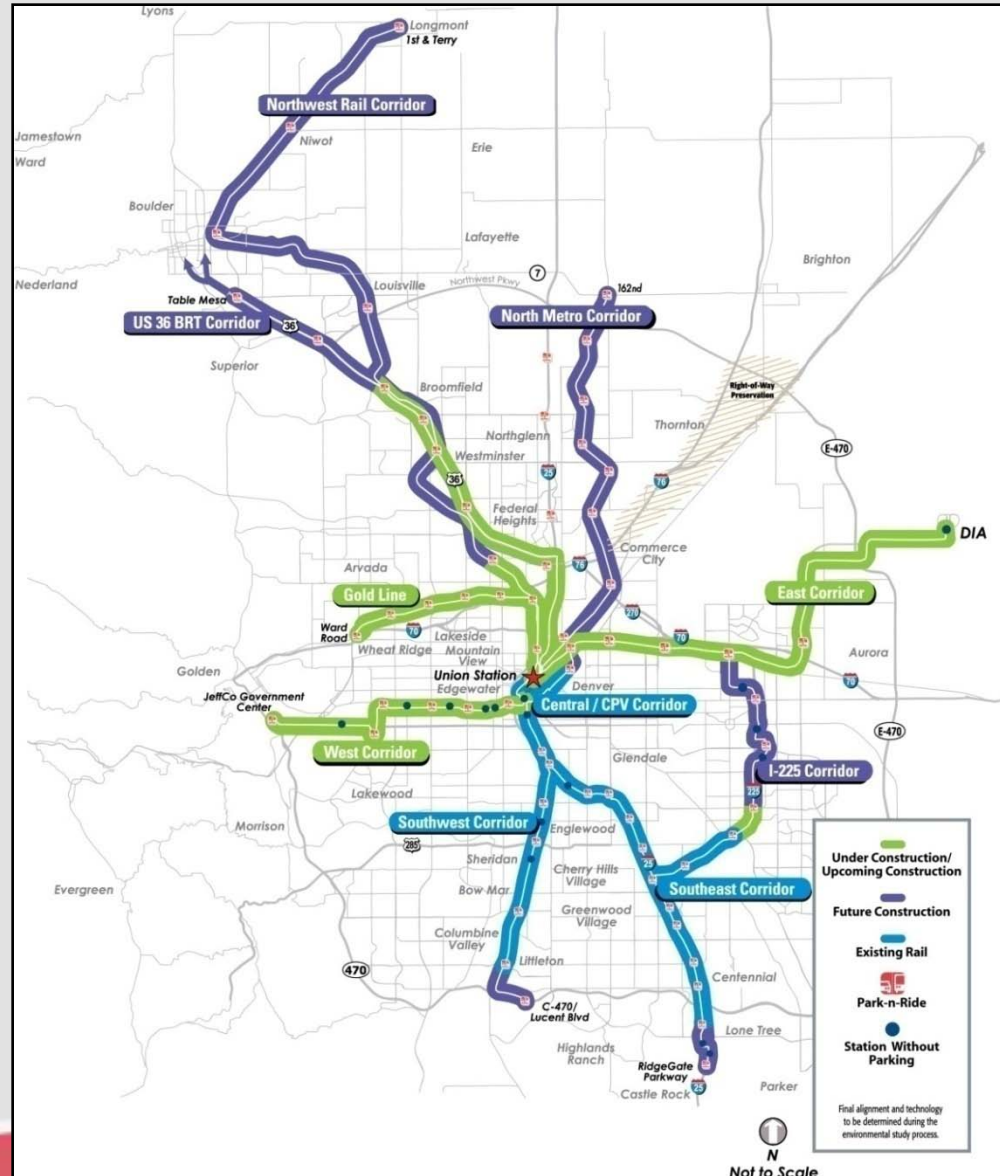 Lyons
Longmont
1st & Terry
Northwest Rail Corridor
Jamestown
Niwot
Erie
Ward
Boulder
Lafayette
Brighton
7
Nederland
Louisville
Northwest Pkwy
162nd
Table Mesa
US 36 BRT Corridor
36
North Metro Corridor
Superior
Broomfield
Right-of-Way
Preservation
Thornton
Northglenn
E-470
Westminster
25
36
76
Federal
Heights
DIA
Commerce
City
76
Arvada
Gold Line
East Corridor
270
Ward
Road
70
Lakeside
70
Wheat Ridge
Mountain
View
Aurora
Golden
Union Station
70
Edgewater
Denver
JeffCo Government
Center
Central / CPV Corridor
E-470
West Corridor
Glendale
I-225 Corridor
225
Lakewood
Southwest Corridor
Morrison
Englewood
285
Sheridan
25
Cherry Hills
Village
Evergreen
Bow Mar
Southeast Corridor
Greenwood
Village
Columbine
Valley
Littleton
470
Centennial
C-470/
Lucent Blvd
Lone Tree
Highlands
Ranch
RidgeGate
Parkway
25
Castle Rock
Parker
Under Construction/
Upcoming Construction
Future Construction
Existing Rail
Park-n-Ride
Station Without
Parking
Final alignment and technology
to be determined during the
environmental study process.
N
Not to Scale